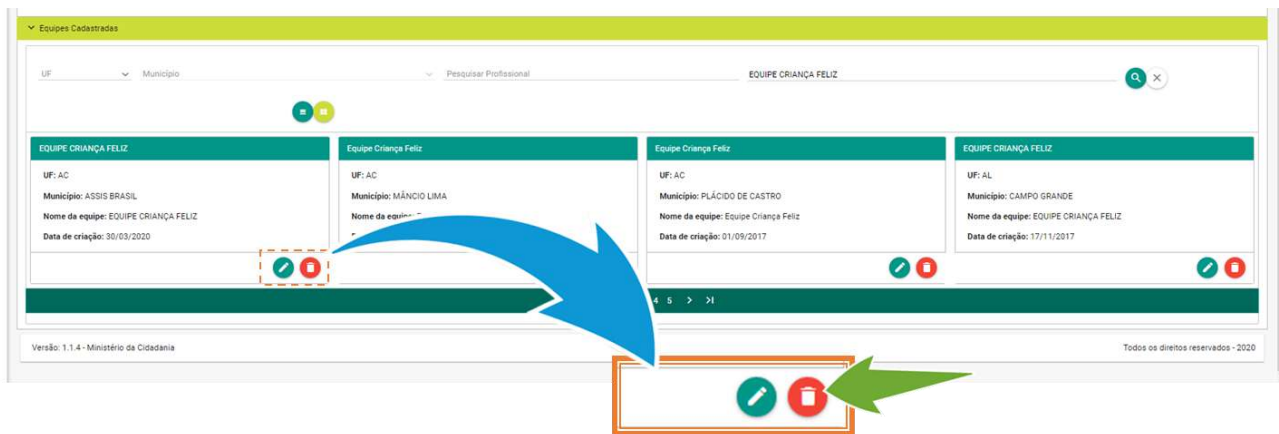 Equipes Cadastradas
UF Município Pesquisar Profissional EQUIPE CRIANÇA FELIZ
EQUIPE CRIANÇA FELIZ
UF: AC
Município: ASSIS BRASIL
Nome da equipe: EQUIPE CRIANÇA FELIZ
Data de criação: 30/03/2020
Equipe Criança Feliz
UF: AC
Município: MÂNCIO LIMA
Nome da
Equipe Criança Feliz
UF: AC
Município: PLÁCIDO DE CASTRO
Nome da equipe: Equipe Criança Feliz
Data de criação: 01/09/2017
EQUIPE CRIANÇA FELIZ
UF: AL
Município: CAMPO GRANDE
Nome da equipe: EQUIPE CRIANÇA FELIZ
Data de criação: 17/11/2017
4 5 > >|
Versão: 1.1.4 - Ministério da Cidadania
Todos os direitos reservados - 2020